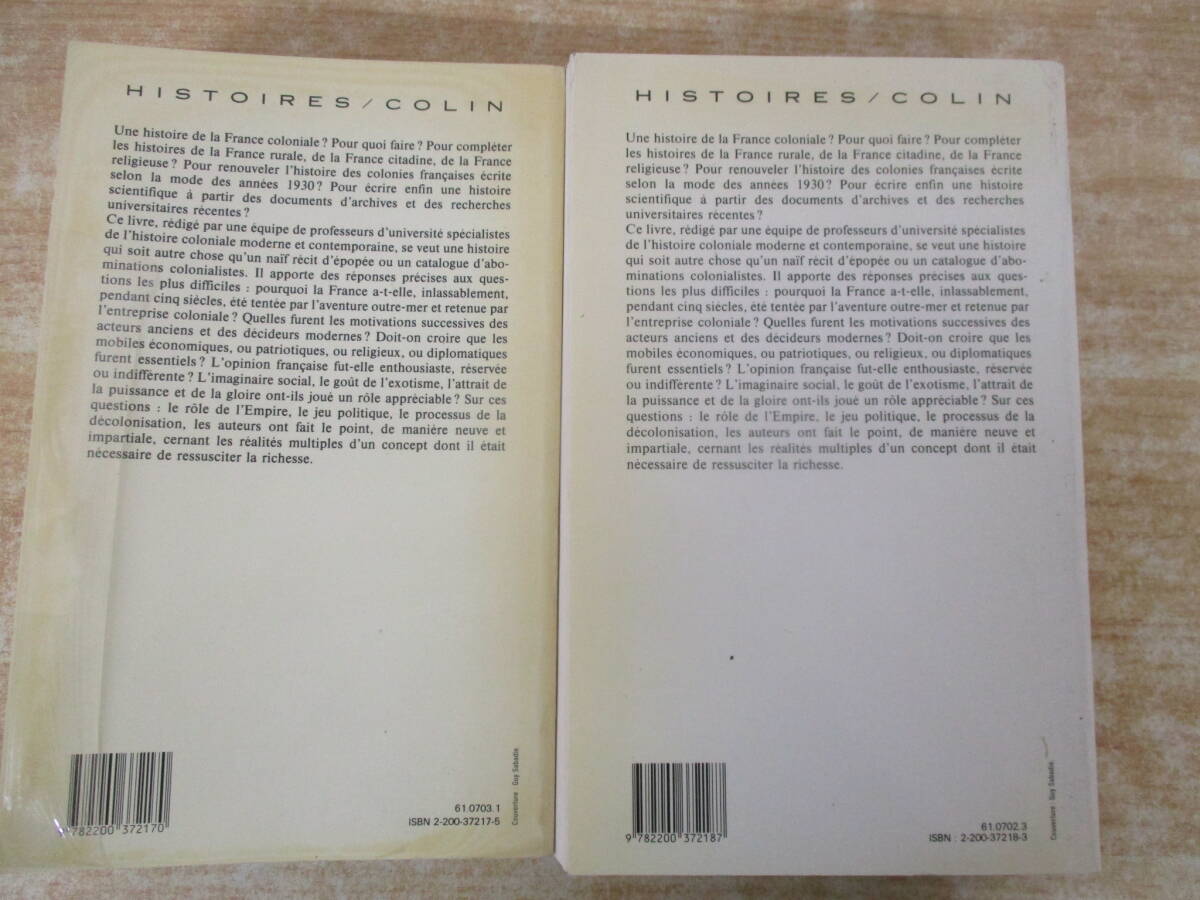 HISTOIRES / COLIN
Une histoire de la France coloniale ? Pour quoi faire ? Pour compléter
les histoires de la France rurale, de la France citadine, de la France
religieuse ? Pour renouveler l'histoire des colonies françaises écrite
selon la mode des années 1930 ? Pour écrire enfin une histoire
scientifique à partir des documents d'archives et des recherches
universitaires récentes ?
Ce livre, rédigé par une équipe de professeurs d'université spécialistes
de l'histoire coloniale moderne et contemporaine, se veut une histoire
qui soit autre chose qu'un naïf récit d'épopée ou un catalogue d'abo-
minations colonialistes. Il apporte des réponses précises aux ques-
tions les plus difficiles : pourquoi la France a-t-elle, inlassablement,
pendant cinq siècles, été tentée par l'aventure outre-mer et retenue par
l'entreprise coloniale ? Quelles furent les motivations successives des
acteurs anciens et des décideurs modernes ? Doit-on croire que les
mobiles économiques, ou patriotiques, ou religieux, ou diplomatiques
furent essentiels ? L'opinion française fut-elle enthousiaste, réservée
ou indifférente ? L'imaginaire social, le goût de l'exotisme, l'attrait de
la puissance et de la gloire ont-ils joué un rôle appréciable ? Sur ces
questions : le rôle de l'Empire, le jeu politique, le processus de la
décolonisation, les auteurs ont fait le point, de manière neuve et
impartiale, cernant les réalités multiples d'un concept dont il était
nécessaire de ressusciter la richesse.
782200 372170
61.0703.1
ISBN 2-200-37217-5
Couverture : Guy Sabadie
HISTOIRES / COLIN
Une histoire de la France coloniale ? Pour quoi faire ? Pour compléter
les histoires de la France rurale, de la France citadine, de la France
religieuse ? Pour renouveler l'histoire des colonies françaises écrite
selon la mode des années 1930 ? Pour écrire enfin une histoire
scientifique à partir des documents d'archives et des recherches
universitaires récentes ?
Ce livre, rédigé par une équipe de professeurs d'université spécialistes
de l'histoire coloniale moderne et contemporaine, se veut une histoire
qui soit autre chose qu'un naïf récit d'épopée ou un catalogue d'abo-
minations colonialistes. Il apporte des réponses précises aux ques-
tions les plus difficiles : pourquoi la France a-t-elle, inlassablement,
pendant cinq siècles, été tentée par l'aventure outre-mer et retenue par
l'entreprise coloniale ? Quelles furent les motivations successives des
acteurs anciens et des décideurs modernes ? Doit-on croire que les
mobiles économiques, ou patriotiques, ou religieux, ou diplomatiques
furent essentiels ? L'opinion française fut-elle enthousiaste, réservée
ou indifférente ? L'imaginaire social, le goût de l'exotisme, l'attrait de
la puissance et de la gloire ont-ils joué un rôle appréciable ? Sur ces
questions : le rôle de l'Empire, le jeu politique, le processus de la
décolonisation, les auteurs ont fait le point, de manière neuve et
impartiale, cernant les réalités multiples d'un concept dont il était
nécessaire de ressusciter la richesse.
9 782200 372187
61.0702.3
ISBN : 2-200-37218-3
Couverture : Guy Sabadie